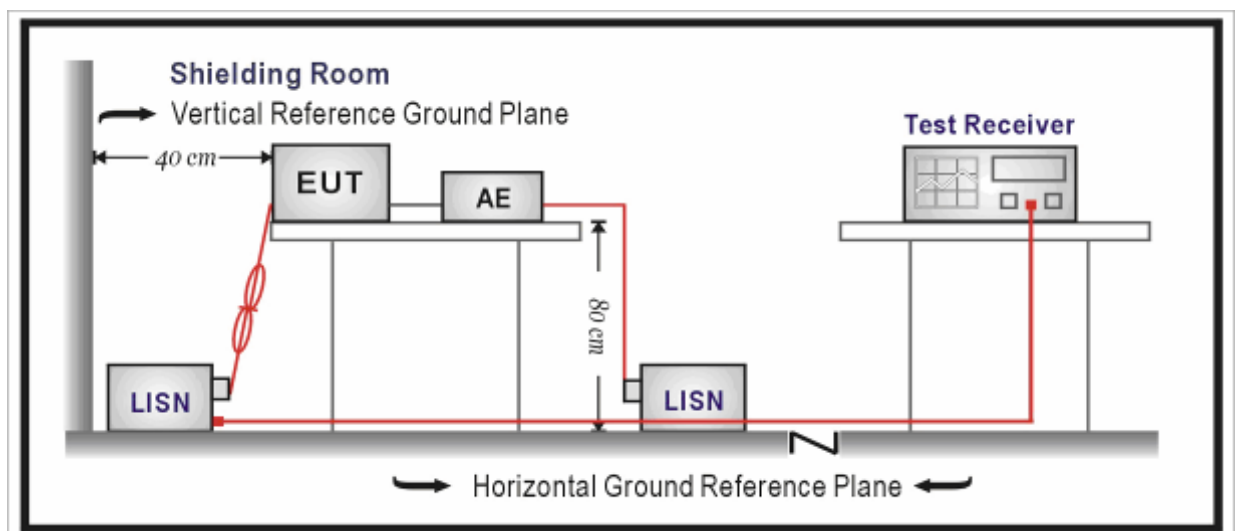 Shielding Room
Vertical Reference Ground Plane
40 cm
EUT
AE
Test Receiver
80 cm
LISN
LISN
Horizontal Ground Reference Plane